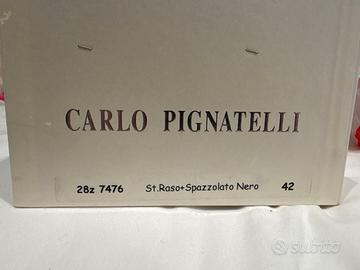 CARLO PIGNATELLI
28z 7476 St.Raso+Spazzolato Nero 42
subito